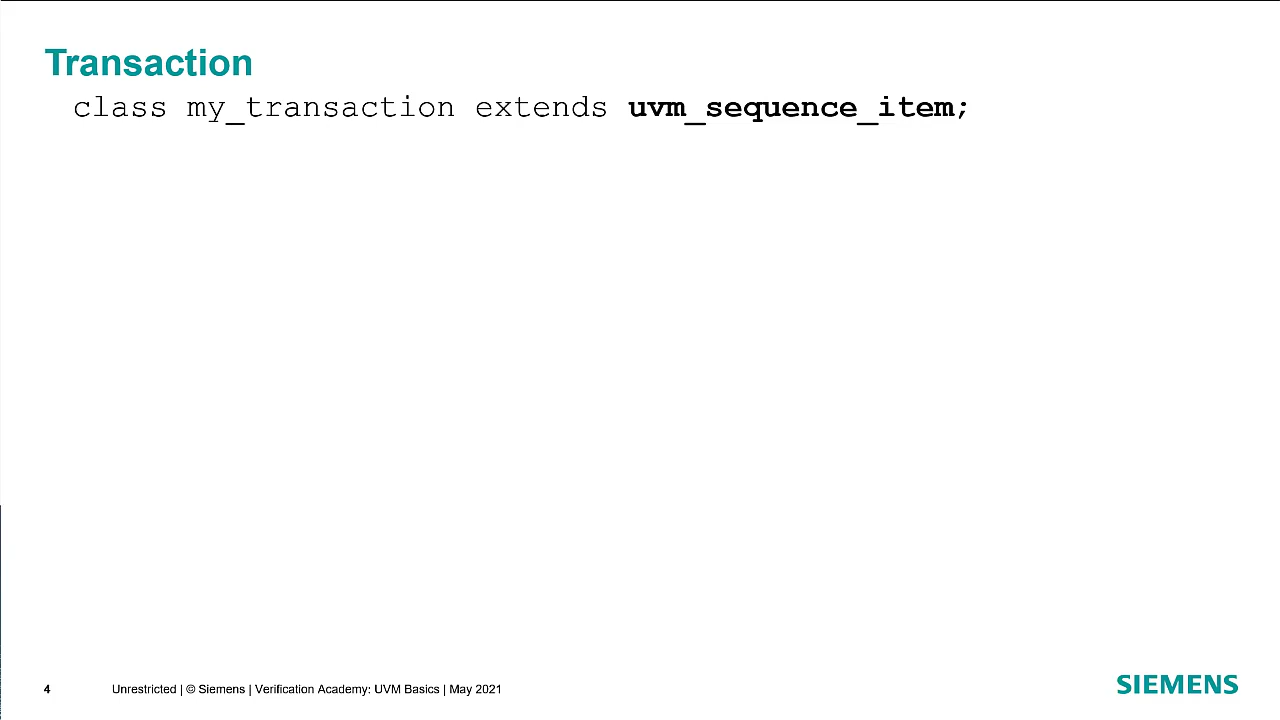 Transaction
class my_transaction extends uvm_sequence_item;
4 Unrestricted | © Siemens | Verification Academy: UVM Basics | May 2021
SIEMENS